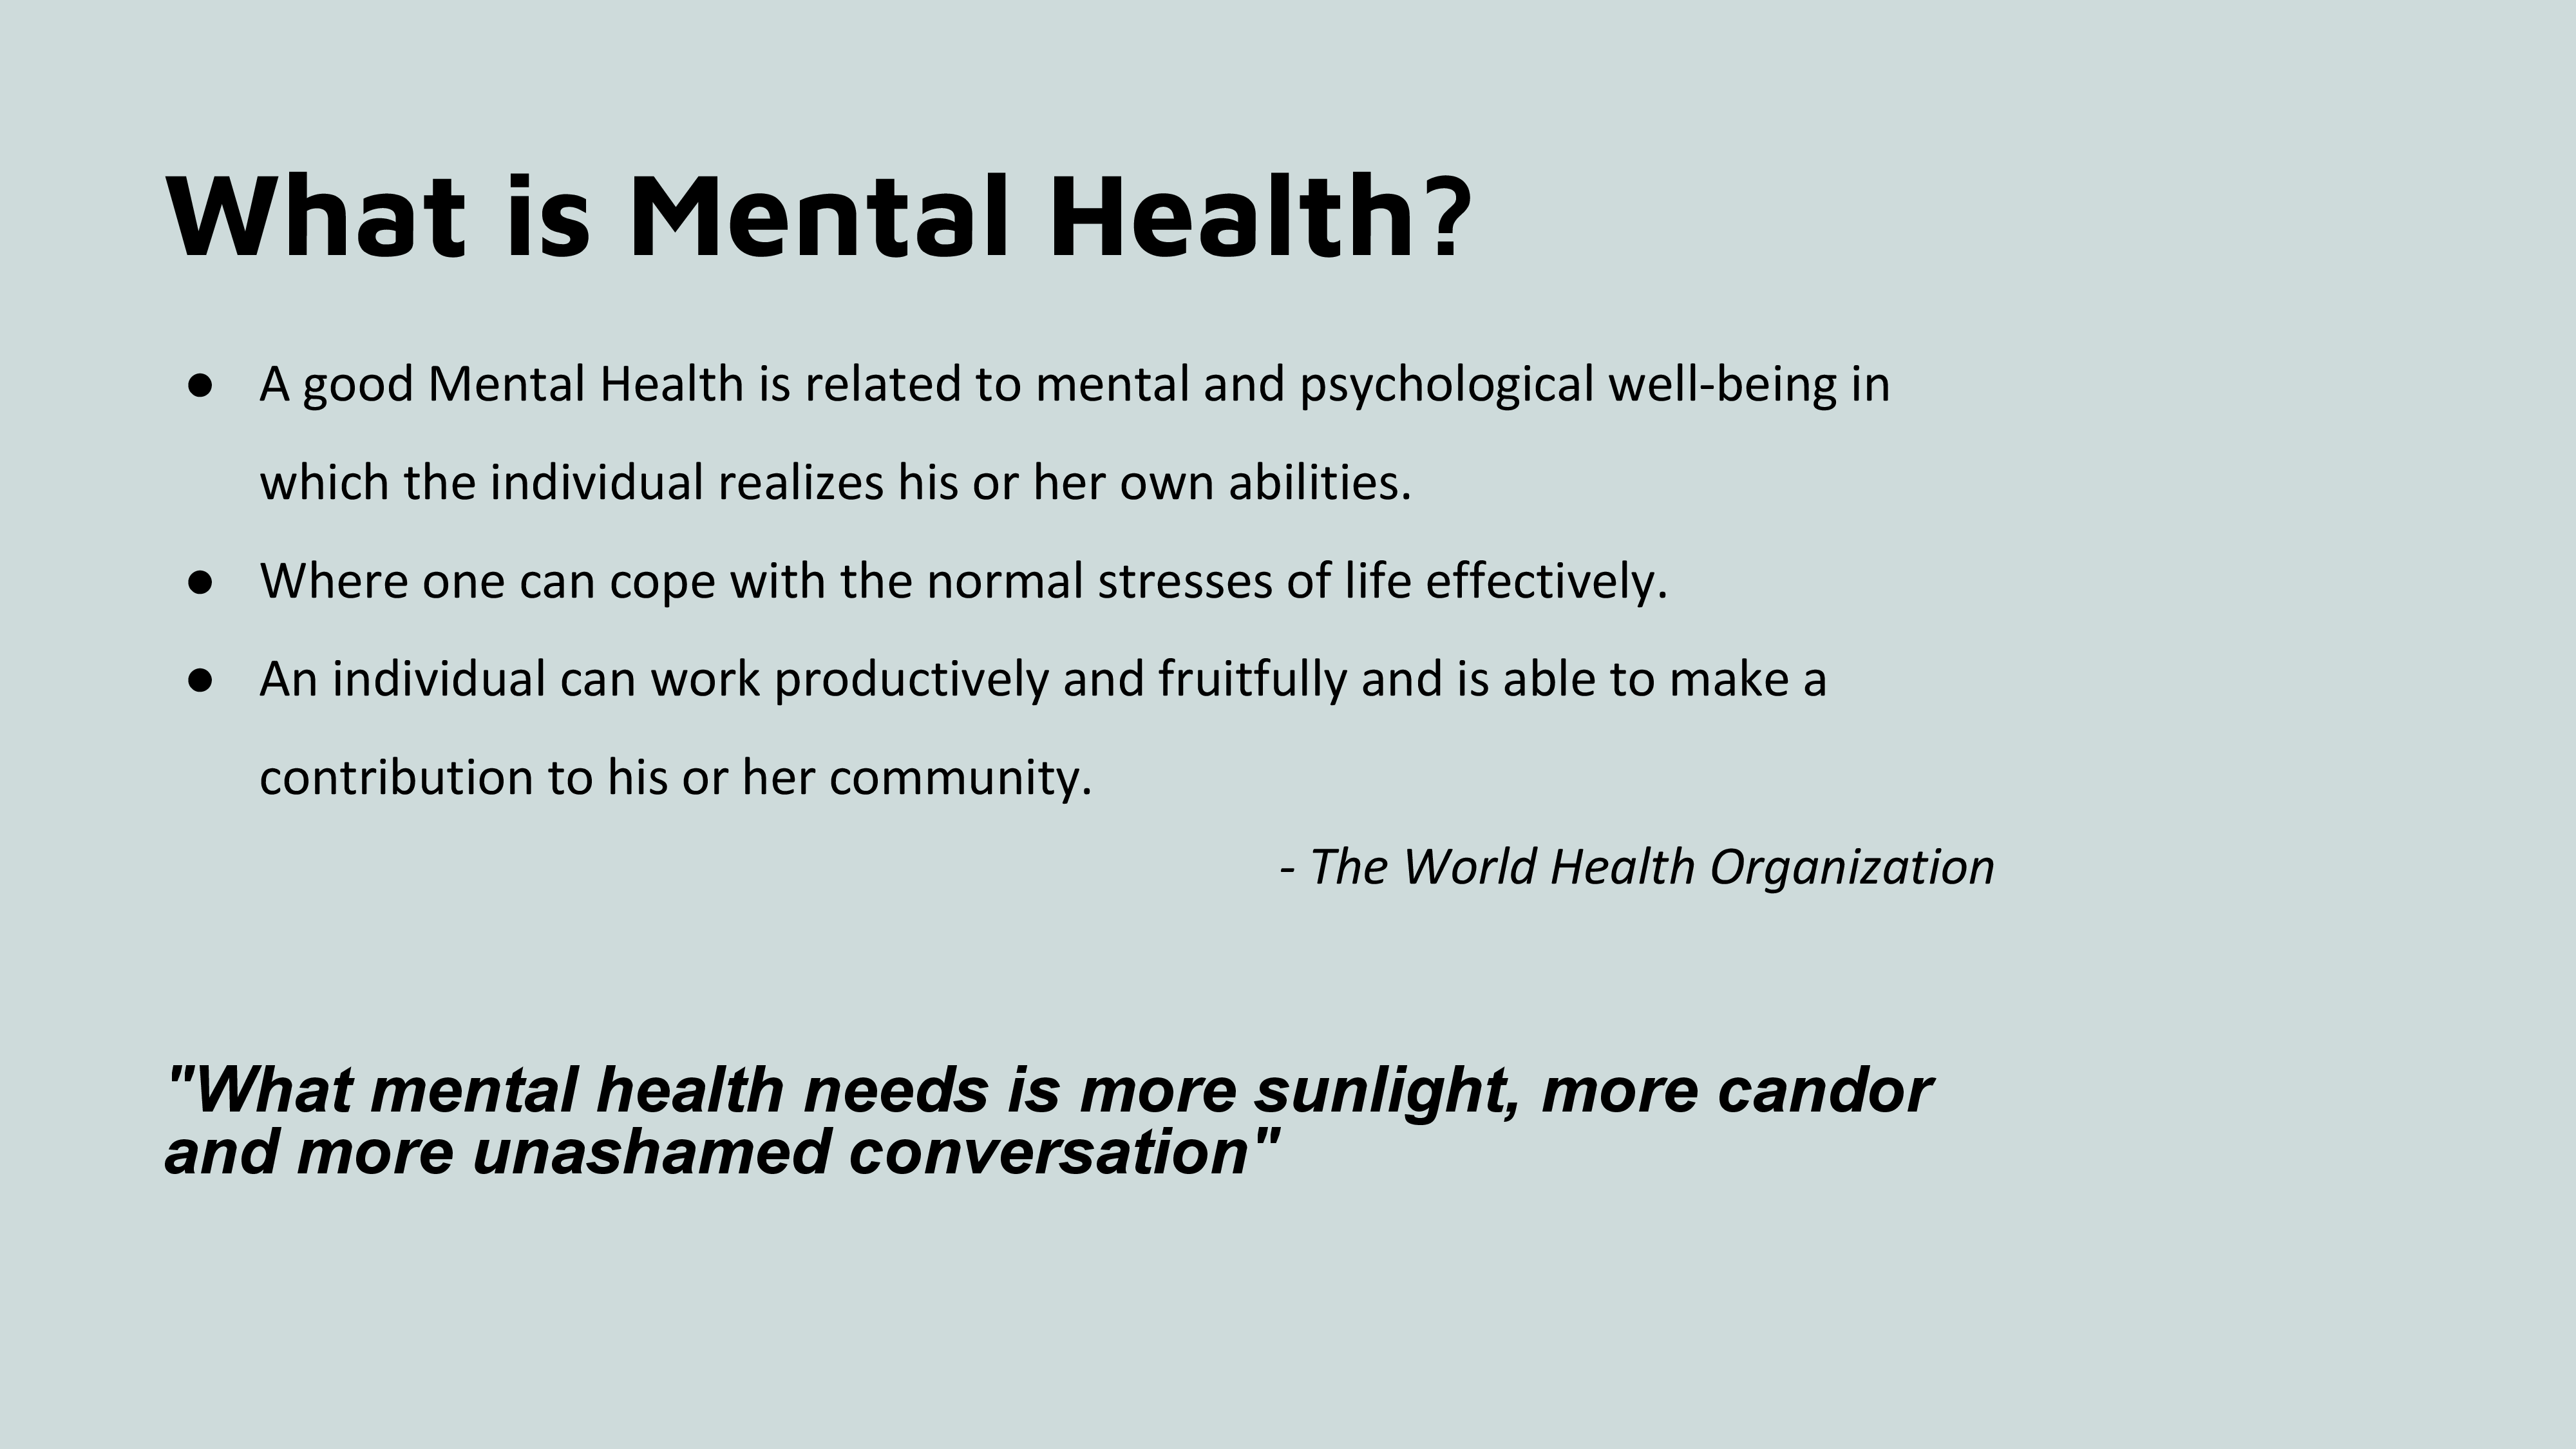 What is Mental Health?
● A good Mental Health is related to mental and psychological well-being in
which the individual realizes his or her own abilities.
● Where one can cope with the normal stresses of life effectively.
● An individual can work productively and fruitfully and is able to make a
contribution to his or her community.
- The World Health Organization
"What mental health needs is more sunlight, more candor
and more unashamed conversation"